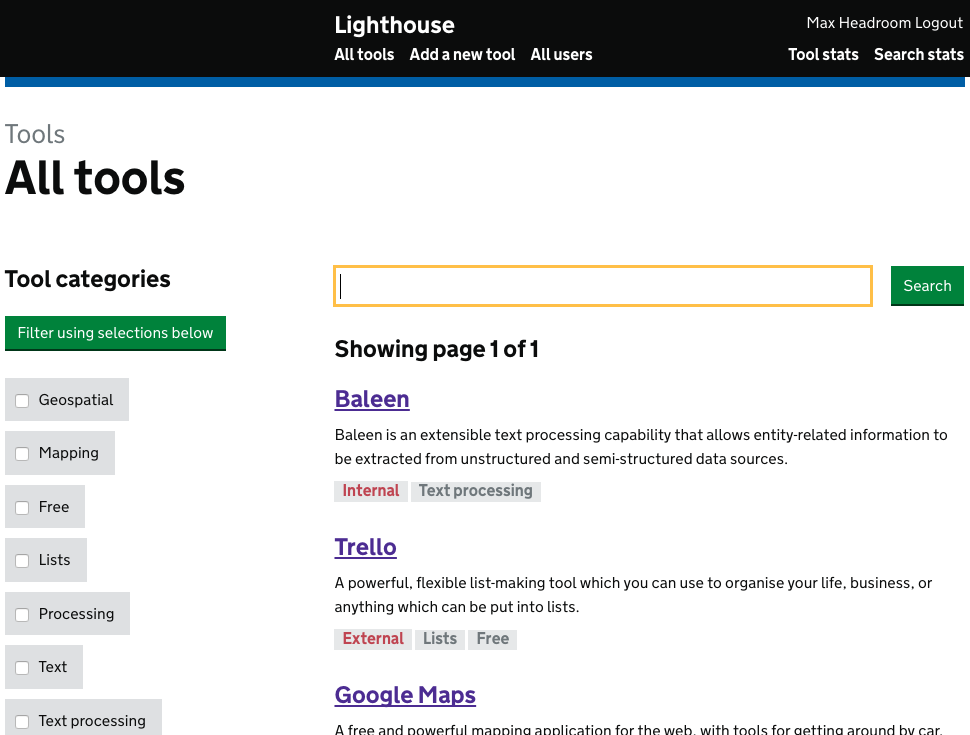 Lighthouse
Max Headroom Logout
All tools Add a new tool All users
Tool stats Search stats
Tools
All tools
Tool categories
Filter using selections below
Geospatial
Mapping
Free
Lists
Processing
Text
Text processing
Search
Showing page 1 of 1
Baleen
Baleen is an extensible text processing capability that allows entity-related information to
be extracted from unstructured and semi-structured data sources.
Internal Text processing
Trello
A powerful, flexible list-making tool which you can use to organise your life, business, or
anything which can be put into lists.
External Lists Free
Google Maps
A free and powerful mapping application for the web, with tools for getting around by car,